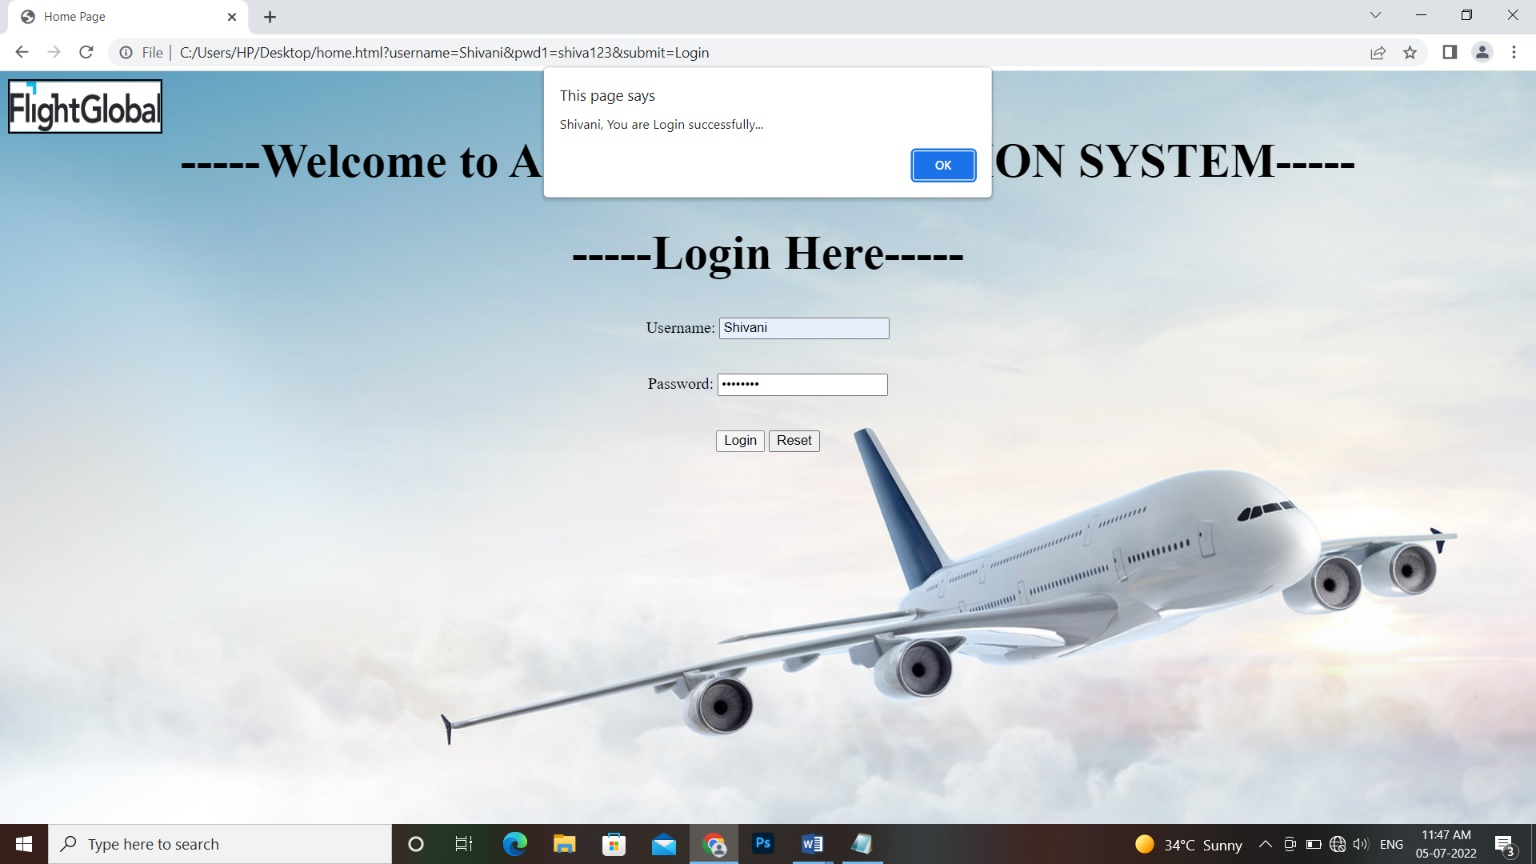 Home Page
File | C:/Users/HP/Desktop/home.html?username=Shivani&pwd1=shiva123&submit=Login
FlightGlobal
This page says
Shivani, You are Login successfully...
OK
-----Welcome to A ON SYSTEM-----
-----Login Here-----
Username: Shivani
Password: ••••••••
Login Reset
Type here to search
Ps
W
34°C Sunny
ENG
11:47 AM
05-07-2022
3